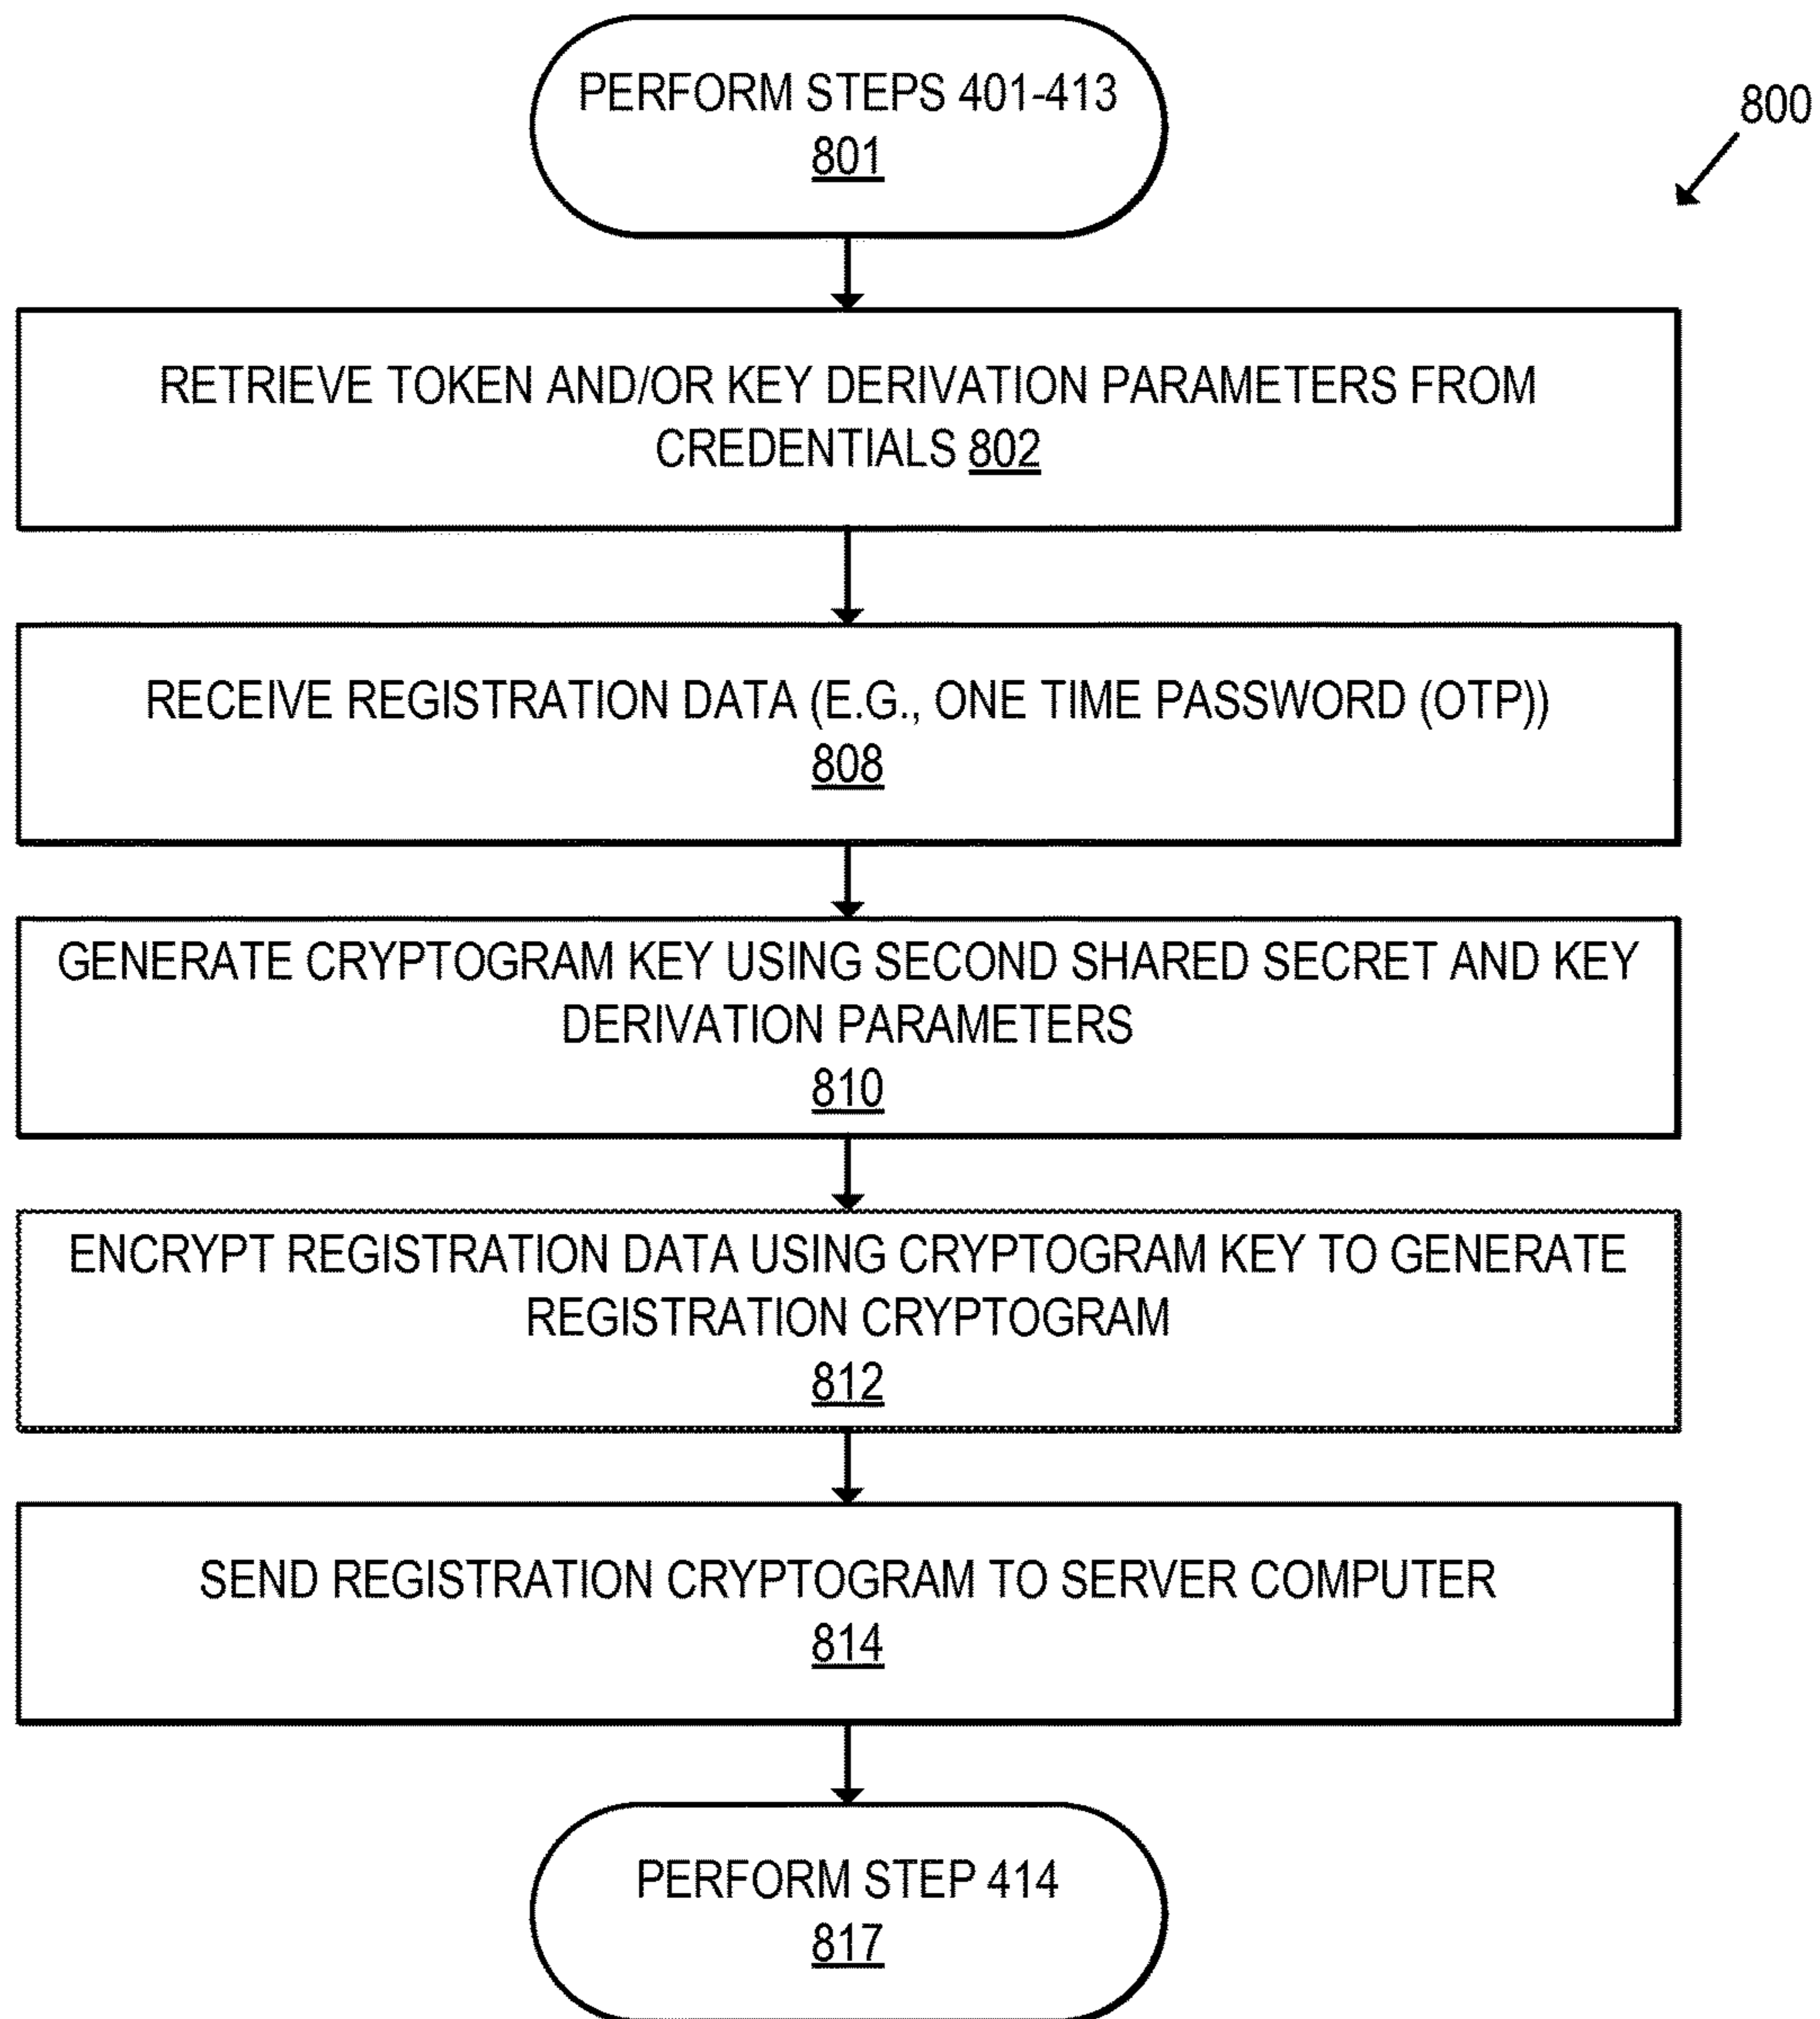 PERFORM STEPS 401-413
801
800
RETRIEVE TOKEN AND/OR KEY DERIVATION PARAMETERS FROM
CREDENTIALS 802
RECEIVE REGISTRATION DATA (E.G., ONE TIME PASSWORD (OTP))
808
GENERATE CRYPTOGRAM KEY USING SECOND SHARED SECRET AND KEY
DERIVATION PARAMETERS
810
ENCRYPT REGISTRATION DATA USING CRYPTOGRAM KEY TO GENERATE
REGISTRATION CRYPTOGRAM
812
SEND REGISTRATION CRYPTOGRAM TO SERVER COMPUTER
814
PERFORM STEP 414
817